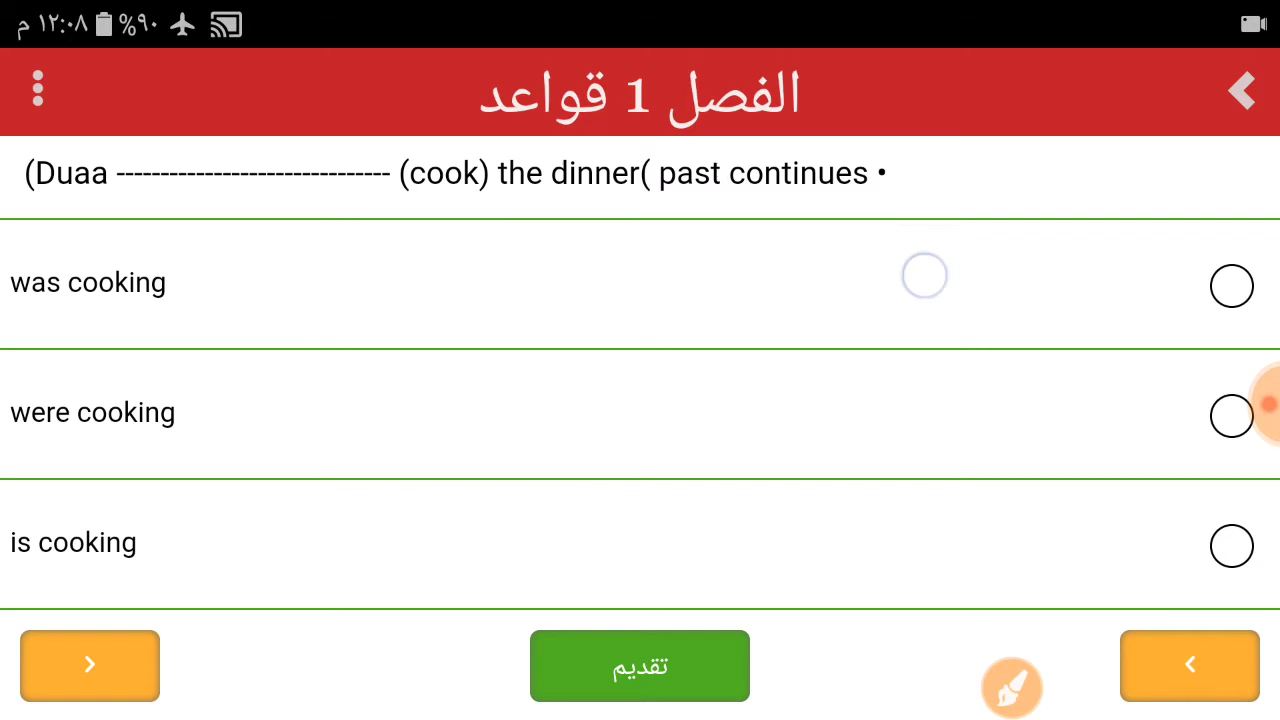 م ١٢:٠٨ %٩٠
الفصل 1 قواعد
(Duaa ------------------------------- (cook) the dinner( past continues •
was cooking
were cooking
is cooking
تقديم